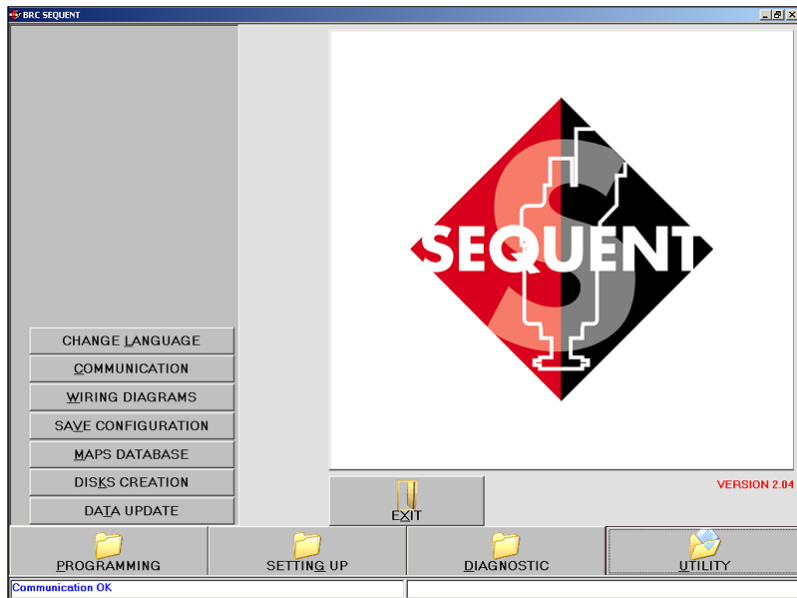 BRC SEQUENT
SEQUENT
CHANGE LANGUAGE
COMMUNICATION
WIRING DIAGRAMS
SAVE CONFIGURATION
MAPS DATABASE
DISKS CREATION
DATA UPDATE
VERSION 2.04
EXIT
PROGRAMMING
SETTING UP
DIAGNOSTIC
UTILITY
Communication OK